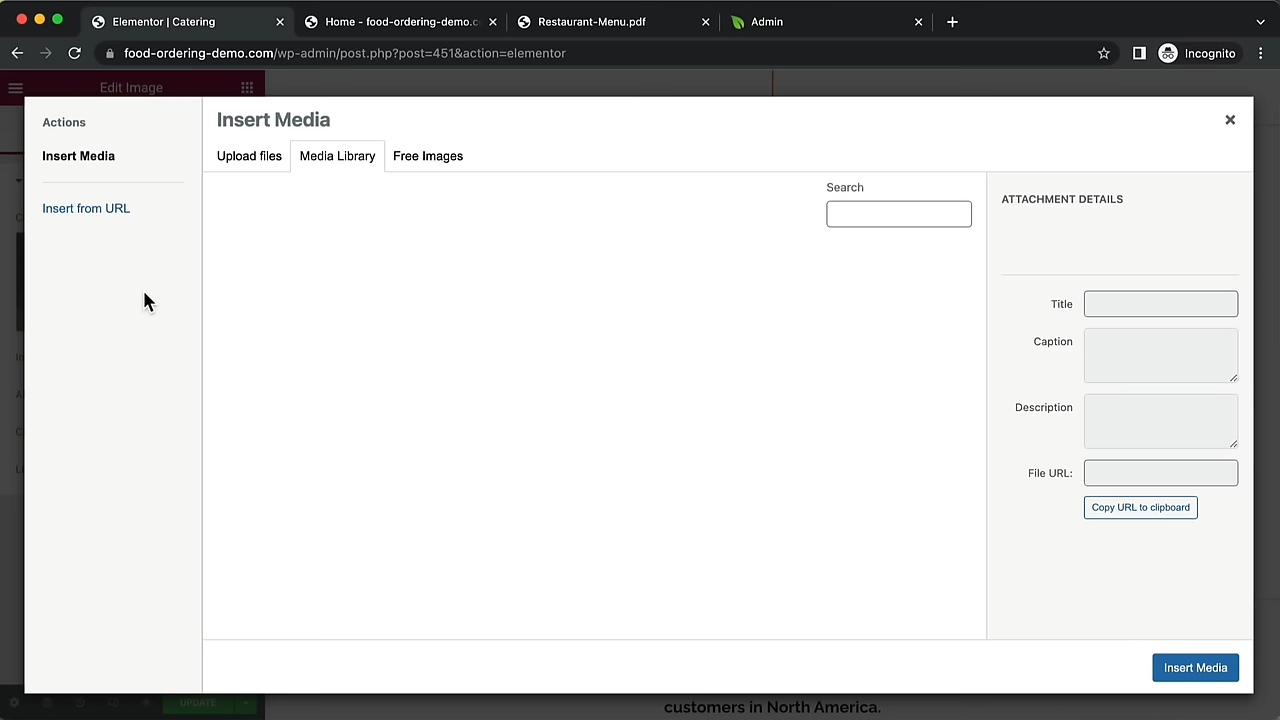 Elementor | Catering
Home - food-ordering-demo.c
Restaurant-Menu.pdf
Admin
food-ordering-demo.com/wp-admin/post.php?post=451&action=elementor
Incognito
Edit Image
Actions
Insert Media
Insert from URL
Insert Media
Upload files
Media Library
Free Images
Search
ATTACHMENT DETAILS
Title
Caption
Description
File URL:
Copy URL to clipboard
Insert Media
UPDATE
customers in North America.